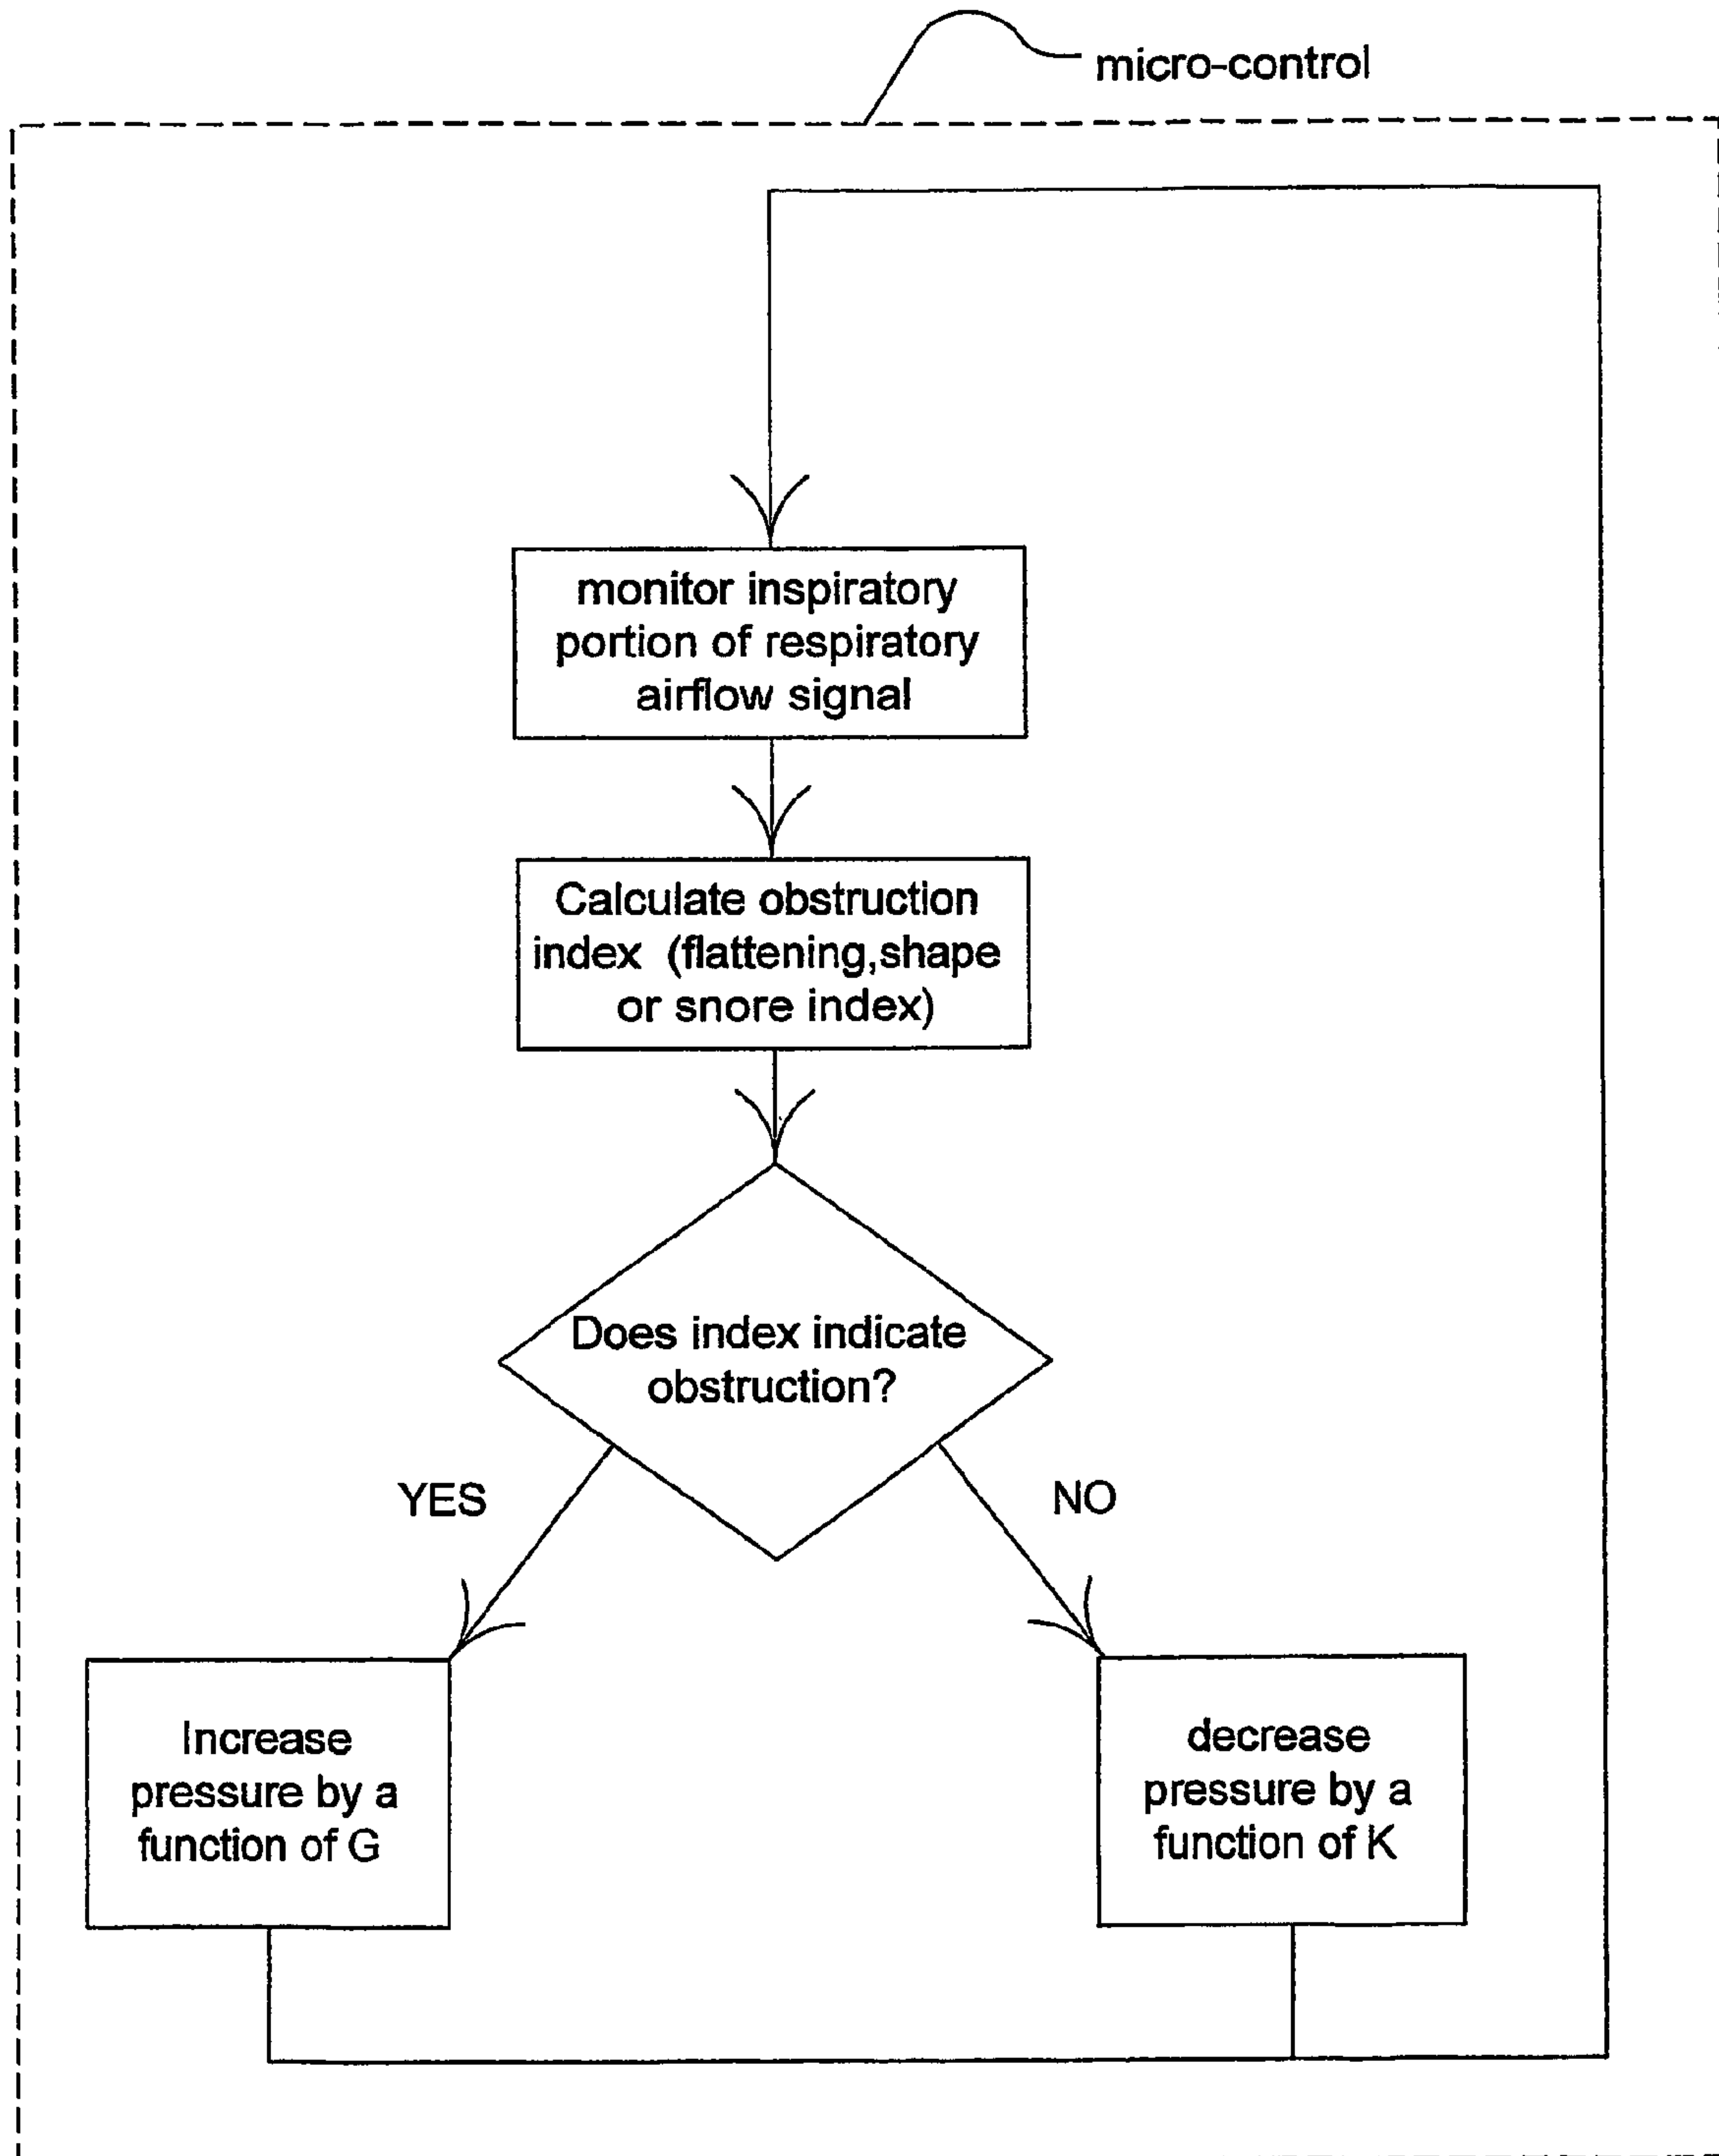 micro-control
monitor inspiratory
portion of respiratory
airflow signal
Calculate obstruction
index (flattening,shape
or snore index)
Does index indicate
obstruction?
YES
NO
Increase
pressure by a
function of G
decrease
pressure by a
function of K